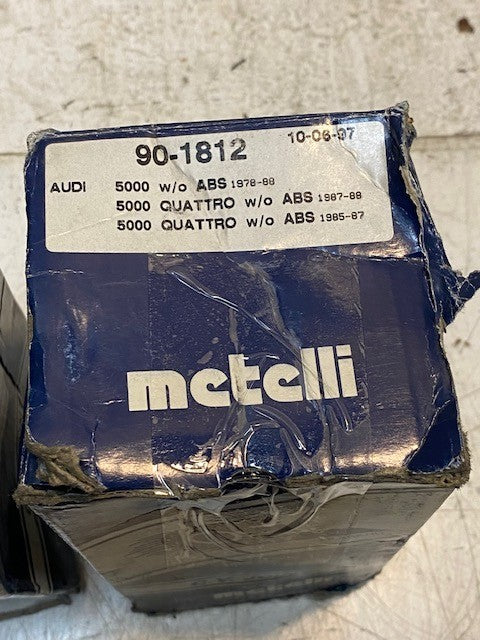 90-1812 10-06-97
AUDI 5000 w/o ABS 1978-88
5000 QUATTRO w/o ABS 1987-88
5000 QUATTRO w/o ABS 1985-87
metelli